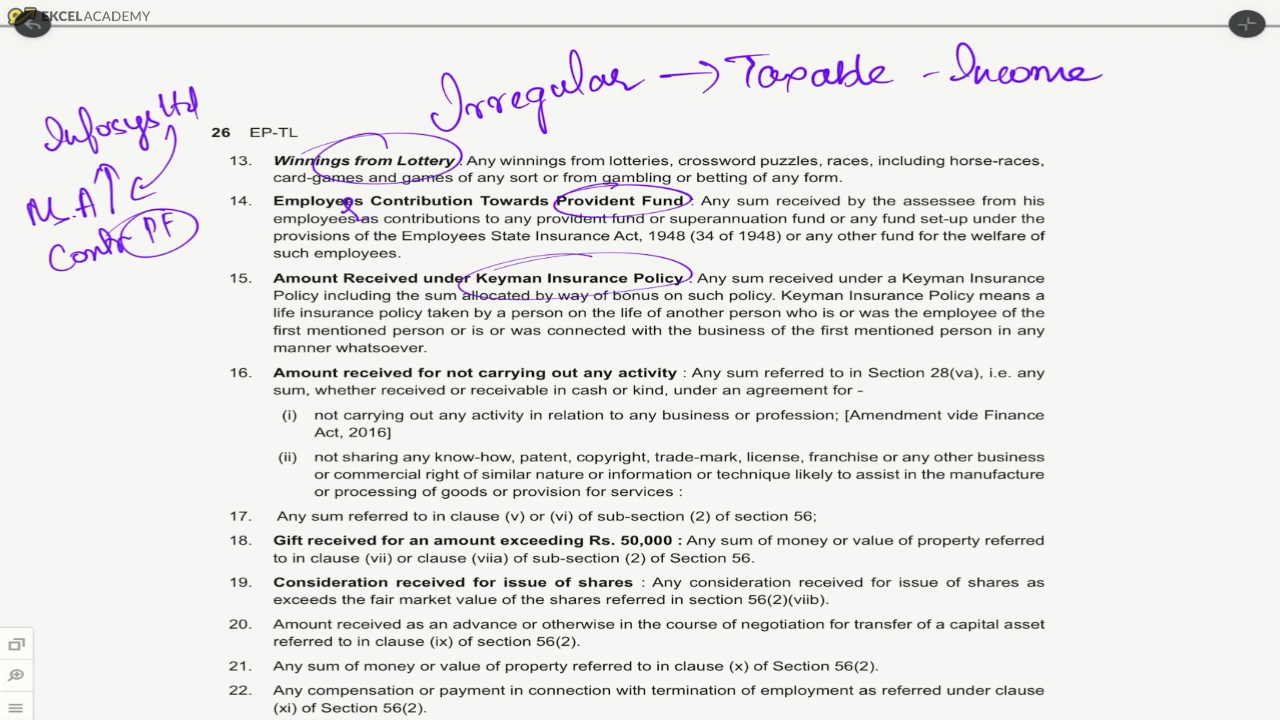 EKCEL ACADEMY
Irregular → Taxable - Income
Infosys Ltd
M.A ↑
Contr PF
26 EP-TL
13. Winnings from Lottery : Any winnings from lotteries, crossword puzzles, races, including horse-races,
card-games and games of any sort or from gambling or betting of any form.
14. Employees Contribution Towards Provident Fund : Any sum received by the assessee from his
employees as contributions to any provident fund or superannuation fund or any fund set-up under the
provisions of the Employees State Insurance Act, 1948 (34 of 1948) or any other fund for the welfare of
such employees.
15. Amount Received under Keyman Insurance Policy : Any sum received under a Keyman Insurance
Policy including the sum allocated by way of bonus on such policy. Keyman Insurance Policy means a
life insurance policy taken by a person on the life of another person who is or was the employee of the
first mentioned person or is or was connected with the business of the first mentioned person in any
manner whatsoever.
16. Amount received for not carrying out any activity : Any sum referred to in Section 28(va), i.e. any
sum, whether received or receivable in cash or kind, under an agreement for -
(i) not carrying out any activity in relation to any business or profession; [Amendment vide Finance
Act, 2016]
(ii) not sharing any know-how, patent, copyright, trade-mark, license, franchise or any other business
or commercial right of similar nature or information or technique likely to assist in the manufacture
or processing of goods or provision for services :
17. Any sum referred to in clause (v) or (vi) of sub-section (2) of section 56;
18. Gift received for an amount exceeding Rs. 50,000 : Any sum of money or value of property referred
to in clause (vii) or clause (viia) of sub-section (2) of Section 56.
19. Consideration received for issue of shares : Any consideration received for issue of shares as
exceeds the fair market value of the shares referred in section 56(2)(viib).
20. Amount received as an advance or otherwise in the course of negotiation for transfer of a capital asset
referred to in clause (ix) of section 56(2).
21. Any sum of money or value of property referred to in clause (x) of Section 56(2).
22. Any compensation or payment in connection with termination of employment as referred under clause
(xi) of Section 56(2).